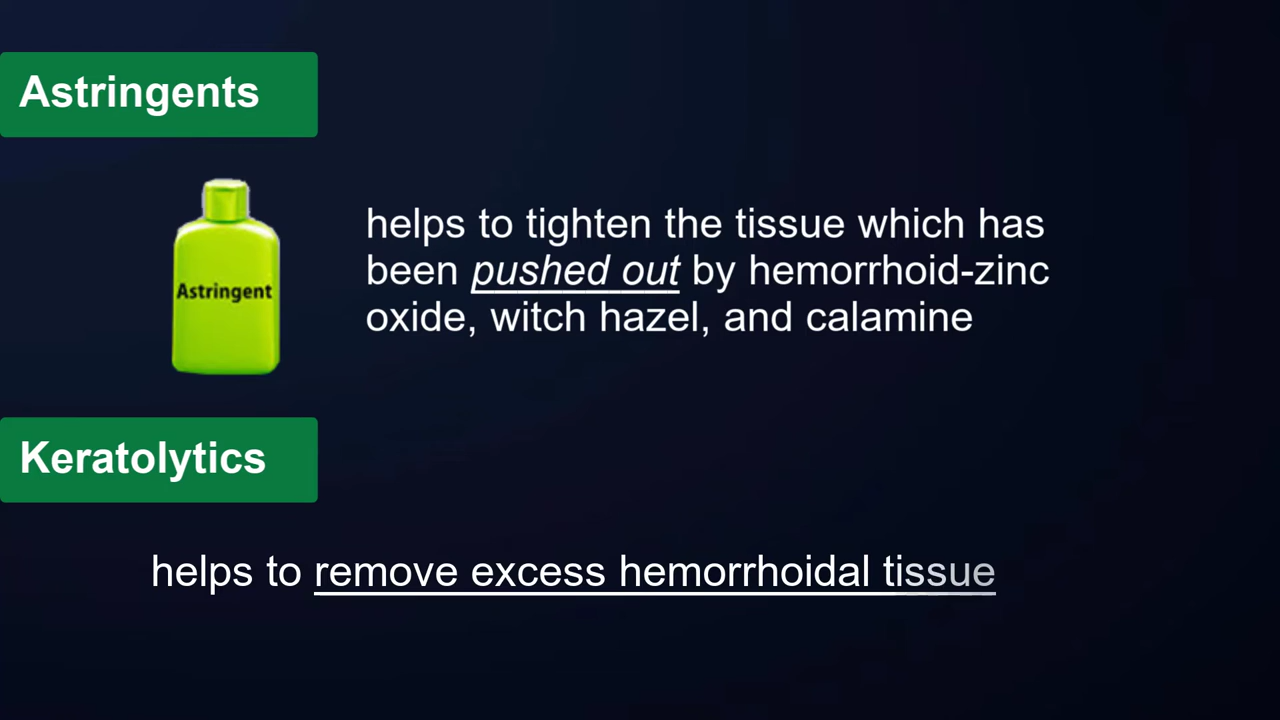 Astringents
Astringent
helps to tighten the tissue which has
been pushed out by hemorrhoid-zinc
oxide, witch hazel, and calamine
Keratolytics
helps to remove excess hemorrhoidal tissue